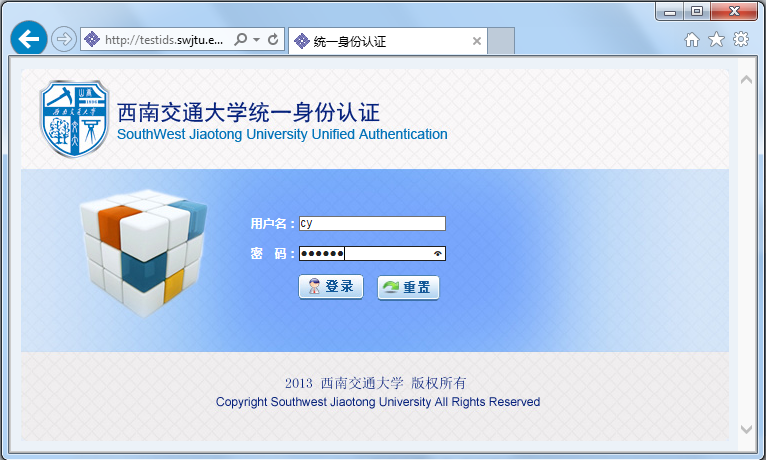 http://testids.swjtu.e...
统一身份认证
西南交通大学统一身份认证
SouthWest Jiaotong University Unified Authentication
用户名：cy
密 码：••••••
登录 重置
2013 西南交通大学 版权所有
Copyright Southwest Jiaotong University All Rights Reserved